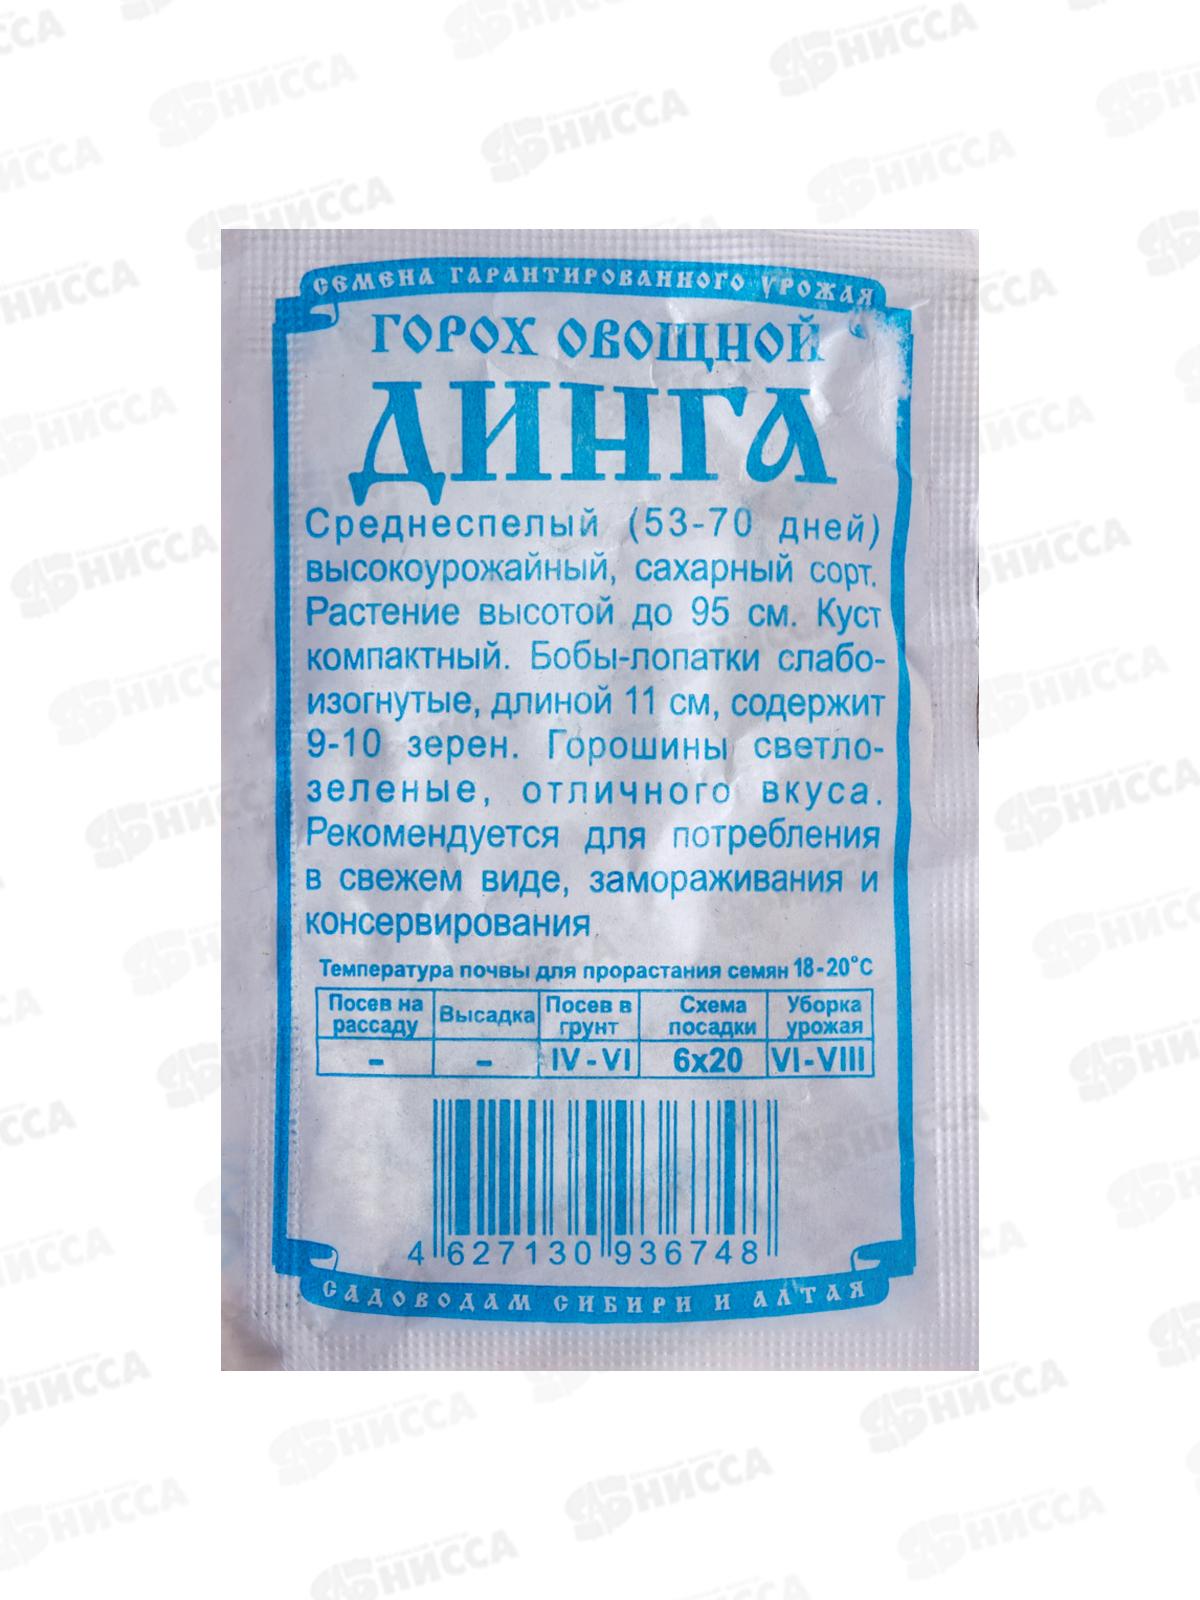 СЕМЕНА ГАРАНТИРОВАННОГО УРОЖАЯ
ГОРОХ ОВОЩНОЙ
ДИНГА
Среднеспелый (53-70 дней)
высокоурожайный, сахарный сорт.
Растение высотой до 95 см. Куст
компактный. Бобы-лопатки слабо-
изогнутые, длиной 11 см, содержит
9-10 зерен. Горошины светло-
зеленые, отличного вкуса.
Рекомендуется для потребления
в свежем виде, замораживания и
консервирования
Температура почвы для прорастания семян 18-20°С
Посев на рассаду Высадка Посев в грунт Схема посадки Уборка урожая
- - IV-VI 6x20 VI-VIII
4 627130 936748
САДОВОДАМ СИБИРИ И АЛТАЯ